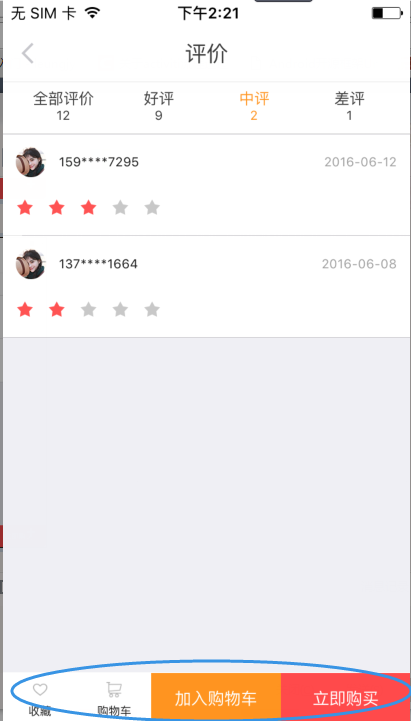 无 SIM 卡 下午2:21
评价
全部评价 好评 中评 差评
12 9 2 1
159****7295 2016-06-12
137****1664 2016-06-08
收藏 购物车 加入购物车 立即购买